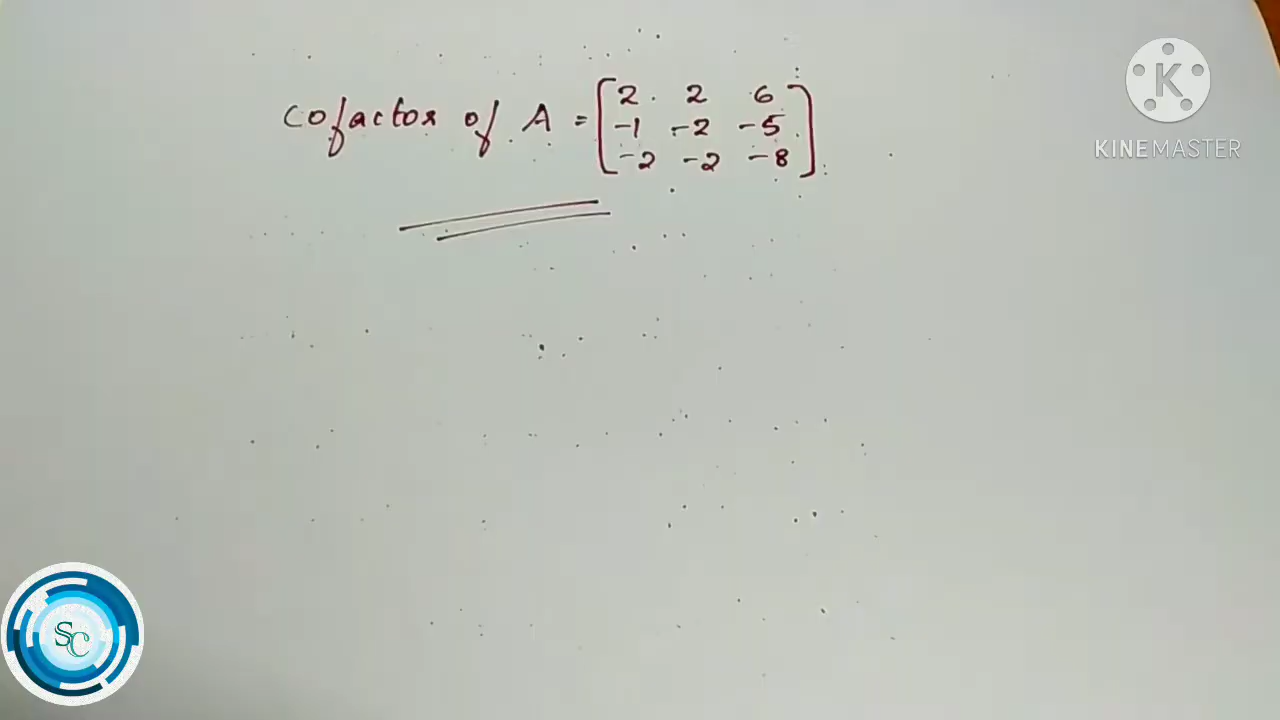 Cofactor of A = [ 2 2 6
-1 -2 -5
-2 -2 -8 ]
KINEMASTER
K
SC